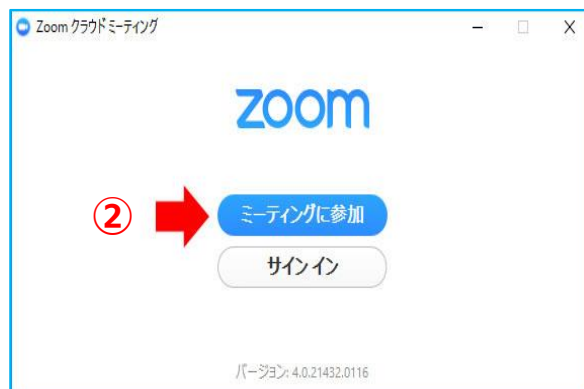 Zoom クラウド ミーティング
zoom
② ミーティングに参加
サイン イン
バージョン: 4.0.21432.0116